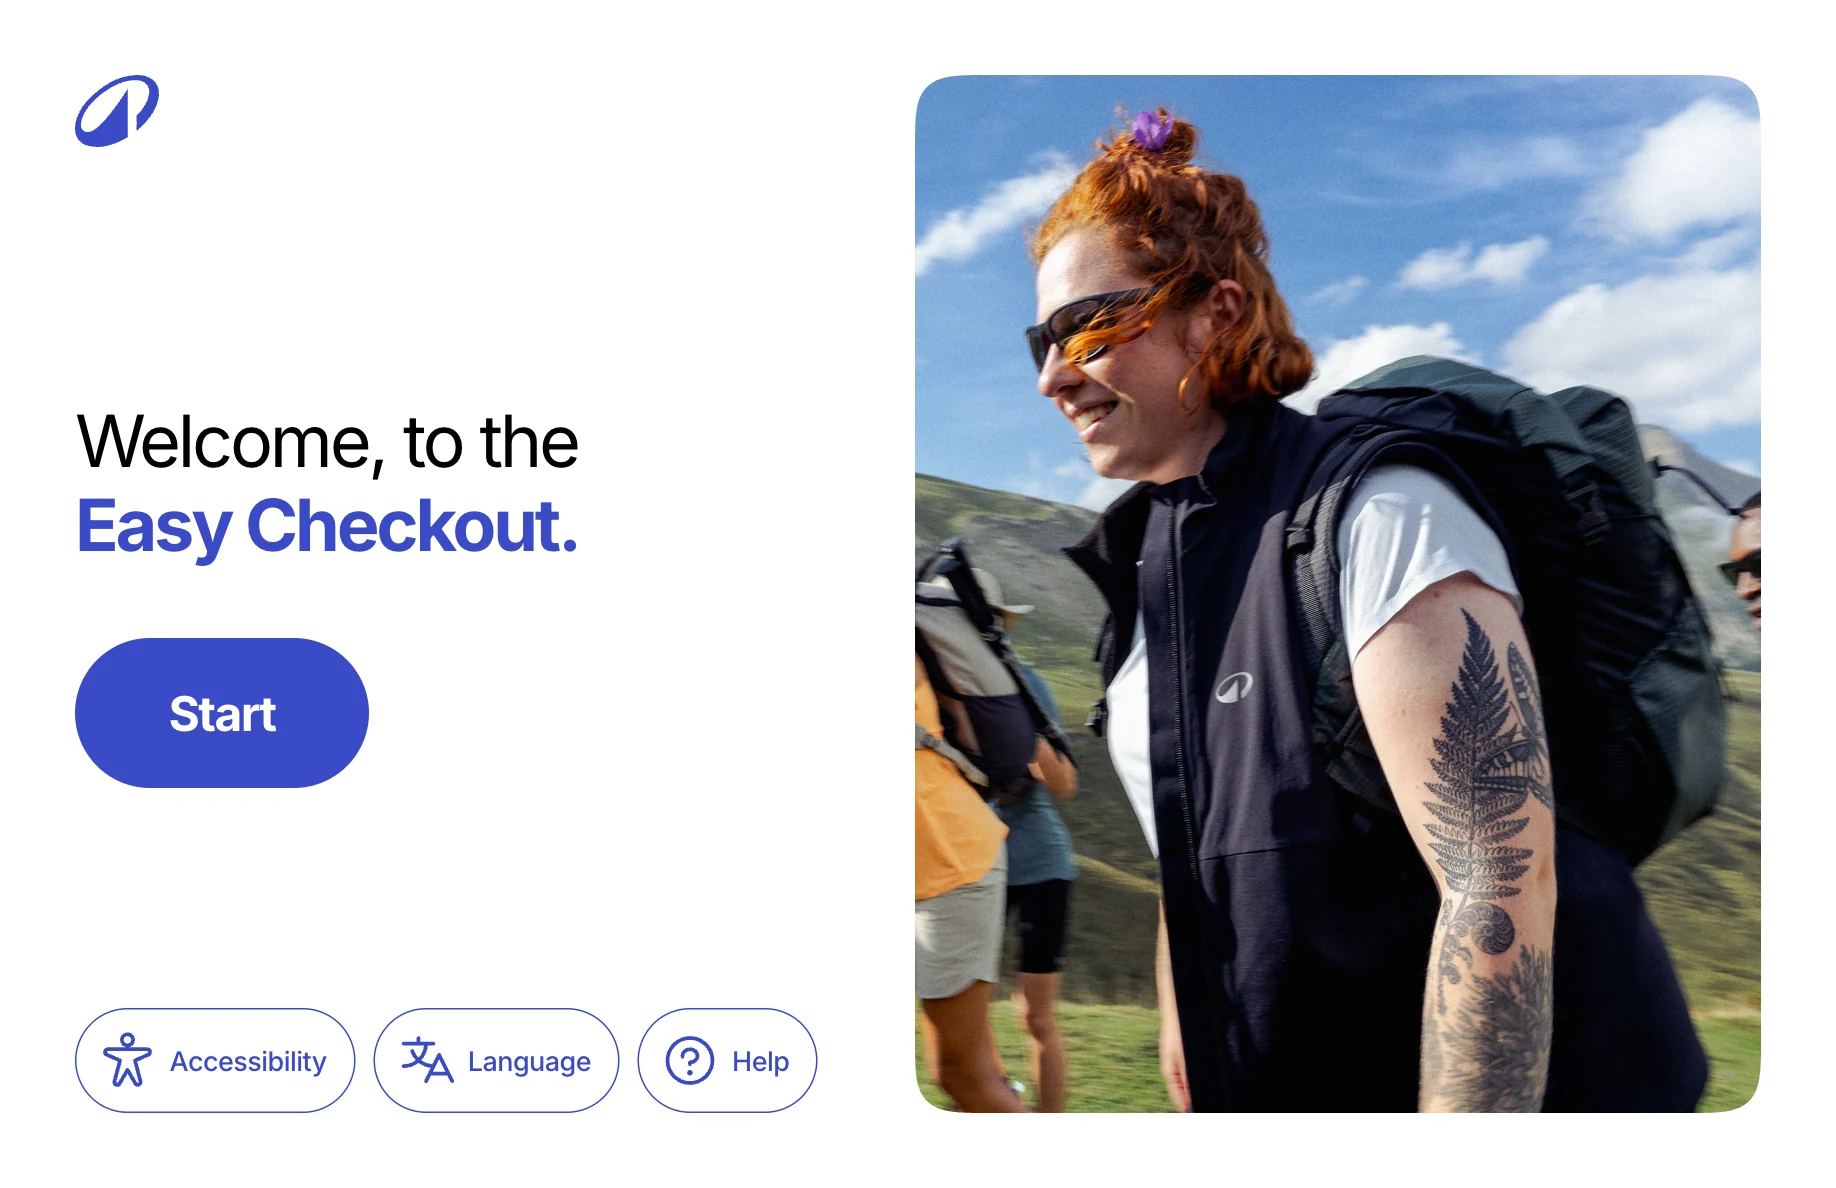 Welcome, to the
Easy Checkout.
Start
Accessibility
Language
Help